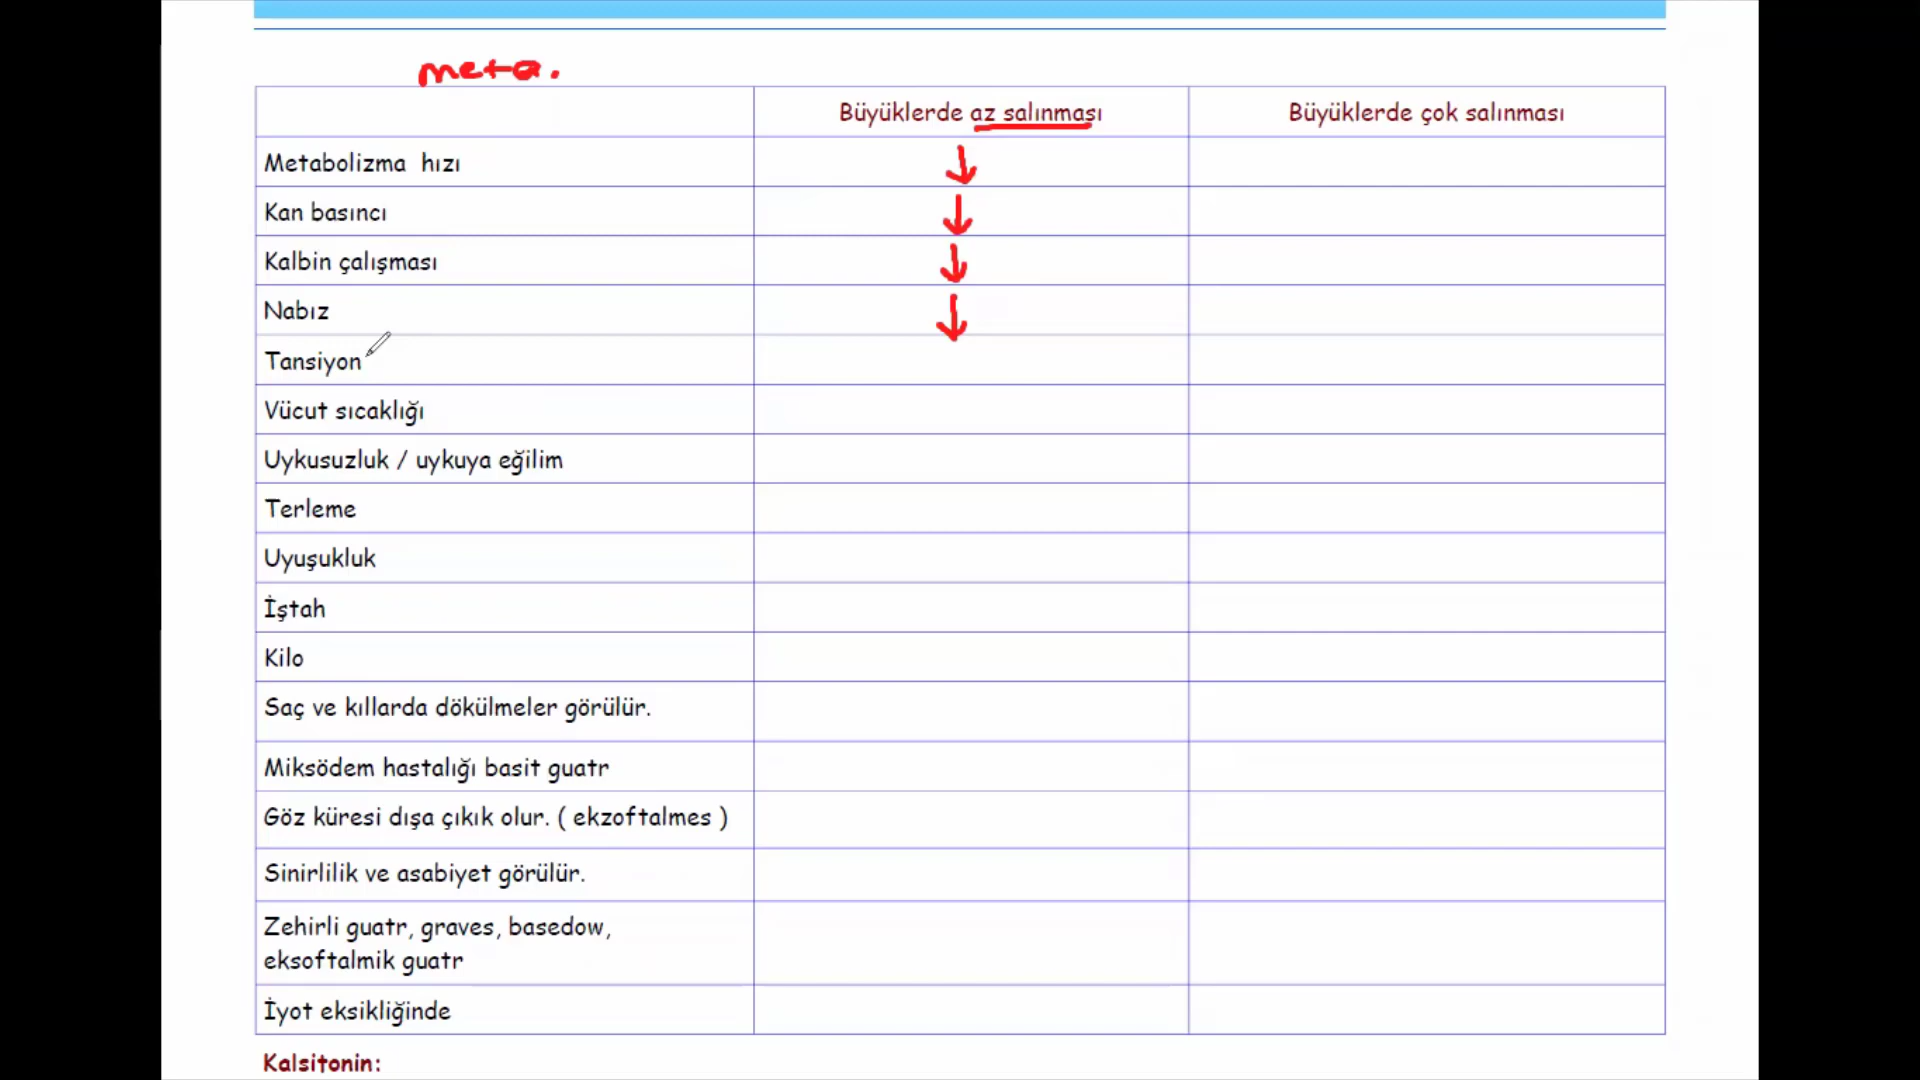 meta.
Büyüklerde az salınması
Büyüklerde çok salınması
Metabolizma hızı
Kan basıncı
Kalbin çalışması
Nabız
Tansiyon
Vücut sıcaklığı
Uykusuzluk / uykuya eğilim
Terleme
Uyuşukluk
İştah
Kilo
Saç ve kıllarda dökülmeler görülür.
Miksödem hastalığı basit guatr
Göz küresi dışa çıkık olur. ( ekzoftalmes )
Sinirlilik ve asabiyet görülür.
Zehirli guatr, graves, basedow,
eksoftalmik guatr
İyot eksikliğinde
Kalsitonin: